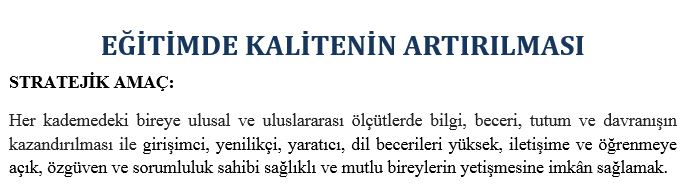 EĞİTİMDE KALİTENİN ARTIRILMASI
STRATEJİK AMAÇ:
Her kademedeki bireye ulusal ve uluslararası ölçütlerde bilgi, beceri, tutum ve davranışın
kazandırılması ile girişimci, yenilikçi, yaratıcı, dil becerileri yüksek, iletişime ve öğrenmeye
açık, özgüven ve sorumluluk sahibi sağlıklı ve mutlu bireylerin yetişmesine imkân sağlamak.